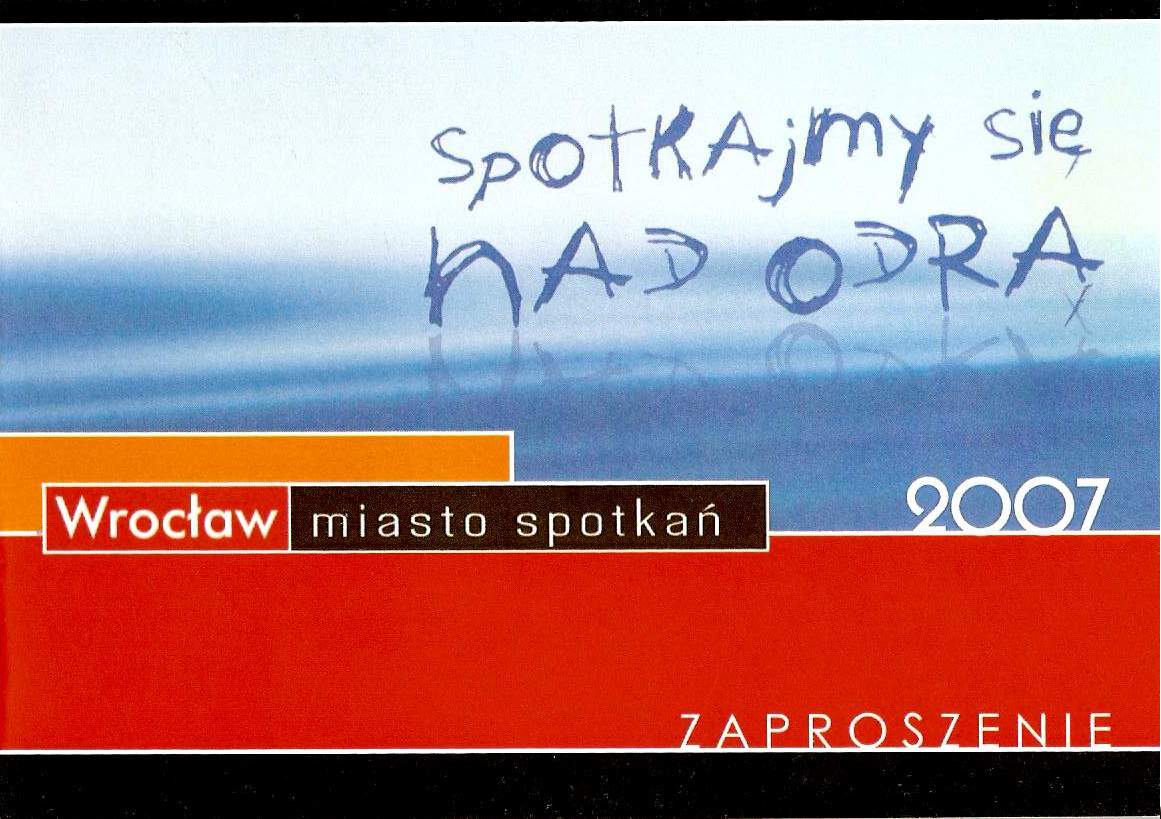 Spotkajmy się
nad Odrą
2007
Wrocław miasto spotkań
ZAPROSZENIE